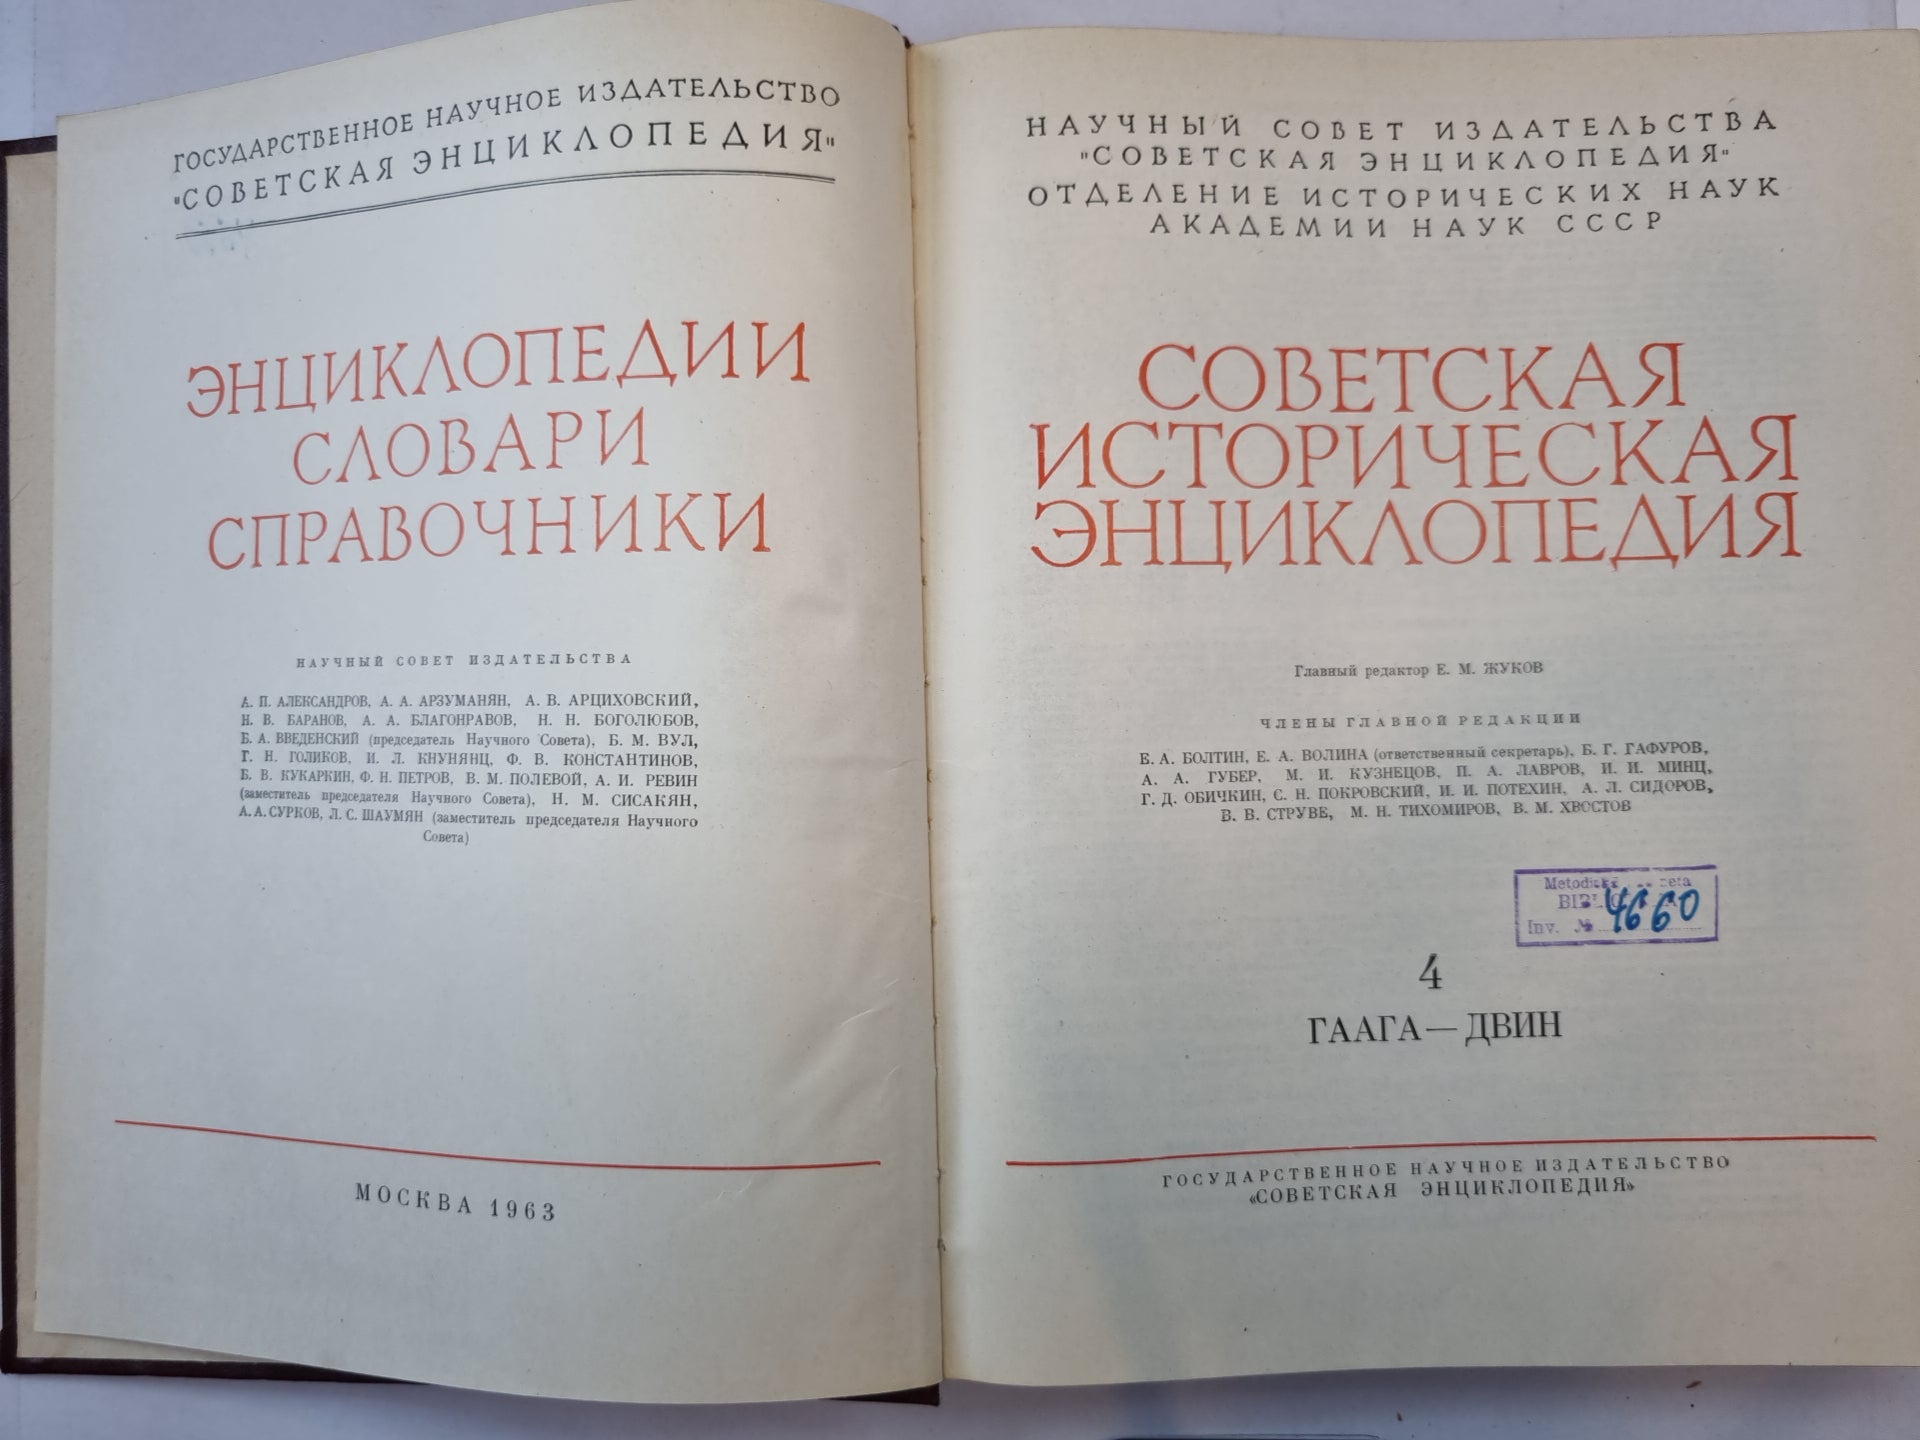 ГОСУДАРСТВЕННОЕ НАУЧНОЕ ИЗДАТЕЛЬСТВО
"СОВЕТСКАЯ ЭНЦИКЛОПЕДИЯ"
ЭНЦИКЛОПЕДИИ
СЛОВАРИ
СПРАВОЧНИКИ
НАУЧНЫЙ СОВЕТ ИЗДАТЕЛЬСТВА
А. П. АЛЕКСАНДРОВ, А. А. АРЗУМАНЯН, А. В. АРЦИХОВСКИЙ,
Н. В. БАРАНОВ, А. А. БЛАГОНРАВОВ, Н. Н. БОГОЛЮБОВ,
Б. А. ВВЕДЕНСКИЙ (председатель Научного Совета), Б. М. ВУЛ,
Г. Н. ГОЛИКОВ, И. Л. КНУНЯНЦ, Ф. В. КОНСТАНТИНОВ,
Б. В. КУКАРКИН, Ф. Н. ПЕТРОВ, В. М. ПОЛЕВОЙ, А. И. РЕВИН
(заместитель председателя Научного Совета), Н. М. СИСАКЯН,
А. А. СУРКОВ, Л. С. ШАУМЯН (заместитель председателя Научного
Совета)
МОСКВА 1963
НАУЧНЫЙ СОВЕТ ИЗДАТЕЛЬСТВА
"СОВЕТСКАЯ ЭНЦИКЛОПЕДИЯ"
ОТДЕЛЕНИЕ ИСТОРИЧЕСКИХ НАУК
АКАДЕМИИ НАУК СССР
СОВЕТСКАЯ
ИСТОРИЧЕСКАЯ
ЭНЦИКЛОПЕДИЯ
Главный редактор Е. М. ЖУКОВ
ЧЛЕНЫ ГЛАВНОЙ РЕДАКЦИИ
Е. А. БОЛТИН, Е. А. ВОЛИНА (ответственный секретарь), Б. Г. ГАФУРОВ,
А. А. ГУБЕР, М. И. КУЗНЕЦОВ, П. А. ЛАВРОВ, И. И. МИНЦ,
Г. Д. ОБИЧКИН, С. Н. ПОКРОВСКИЙ, И. И. ПОТЕХИН, А. Л. СИДОРОВ,
В. В. СТРУВЕ, М. Н. ТИХОМИРОВ, В. М. ХВОСТОВ
Inv. № 4660
4
ГААГА—ДВИН
ГОСУДАРСТВЕННОЕ НАУЧНОЕ ИЗДАТЕЛЬСТВО
«СОВЕТСКАЯ ЭНЦИКЛОПЕДИЯ»